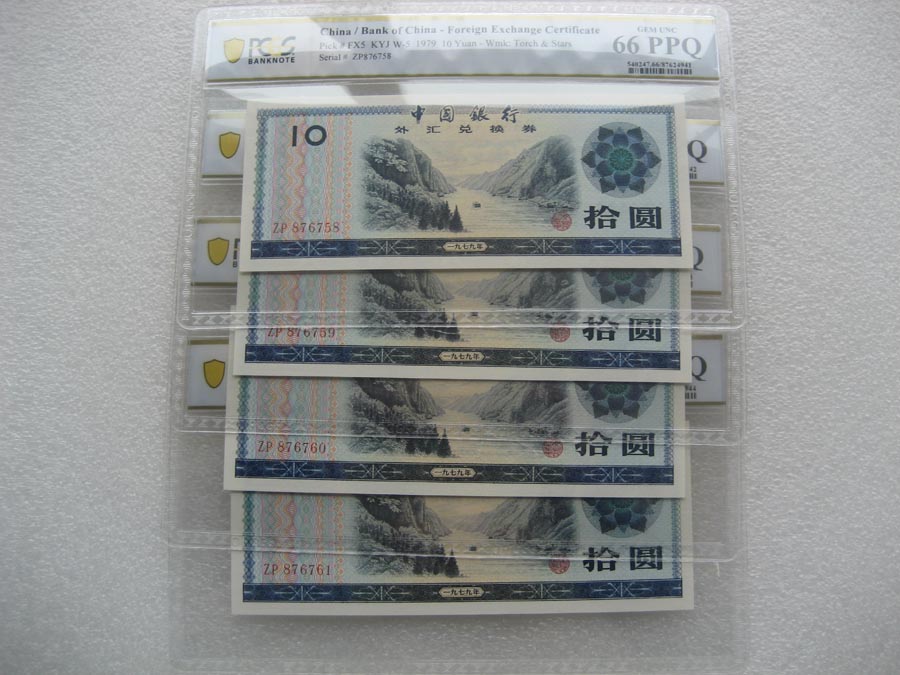 China / Bank of China - Foreign Exchange Certificate
GEM UNC
PCGS
BANKNOTE
Pick # FX5 KYJ W-5 1979 10 Yuan - Wmk: Torch & Stars
66 PPQ
Serial # ZP876758
540247.66/87624941
中国银行
外汇兑换券
10
ZP 876758
拾圆
一九七九年
Q
ZP 876759
拾圆
一九七九年
Q
ZP 876760
拾圆
一九七九年
Q
ZP 876761
拾圆
一九七九年